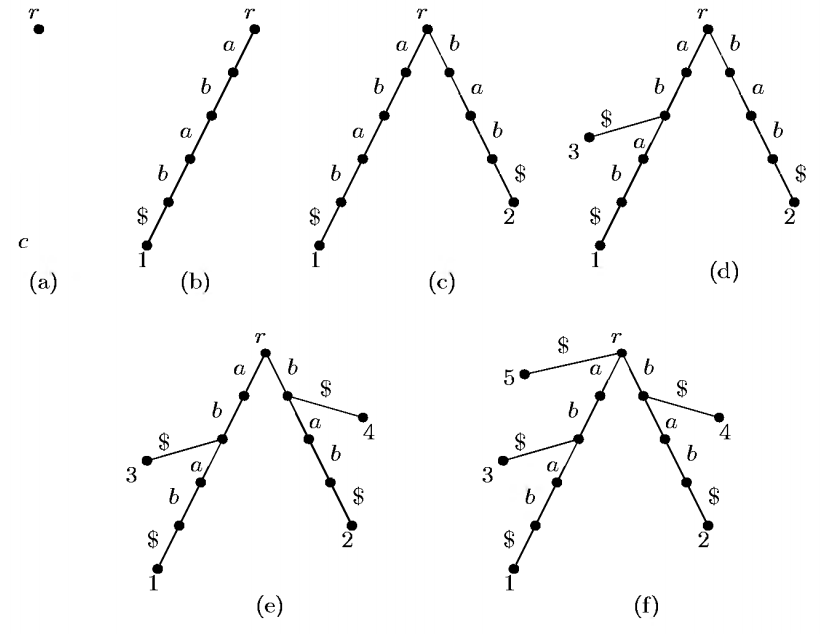 r r r r
a a b a b
b b a b a
$
a a b 3 a b
b b $ b $
$ $ 2 $ 2
c 1 1 1
(a) (b) (c) (d)
r r
$
a b 5 a b
$ $
b a 4 b a 4
$ $
3 a b 3 a b
b $ b $
$ 2 $ 2
1 1
(e) (f)